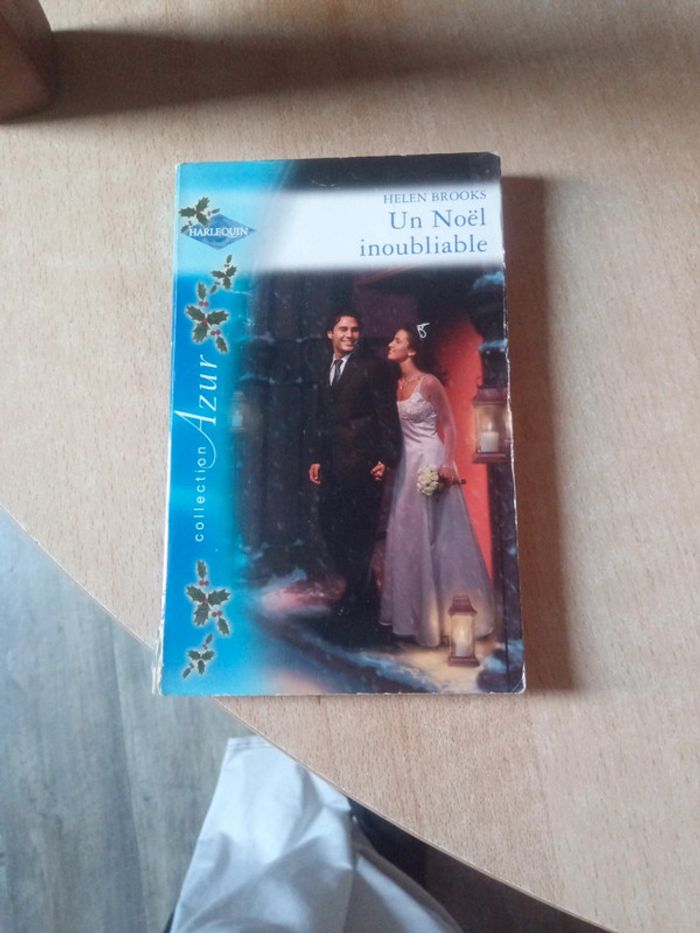 HELEN BROOKS
Un Noël
inoubliable
HARLEQUIN
collection Azur